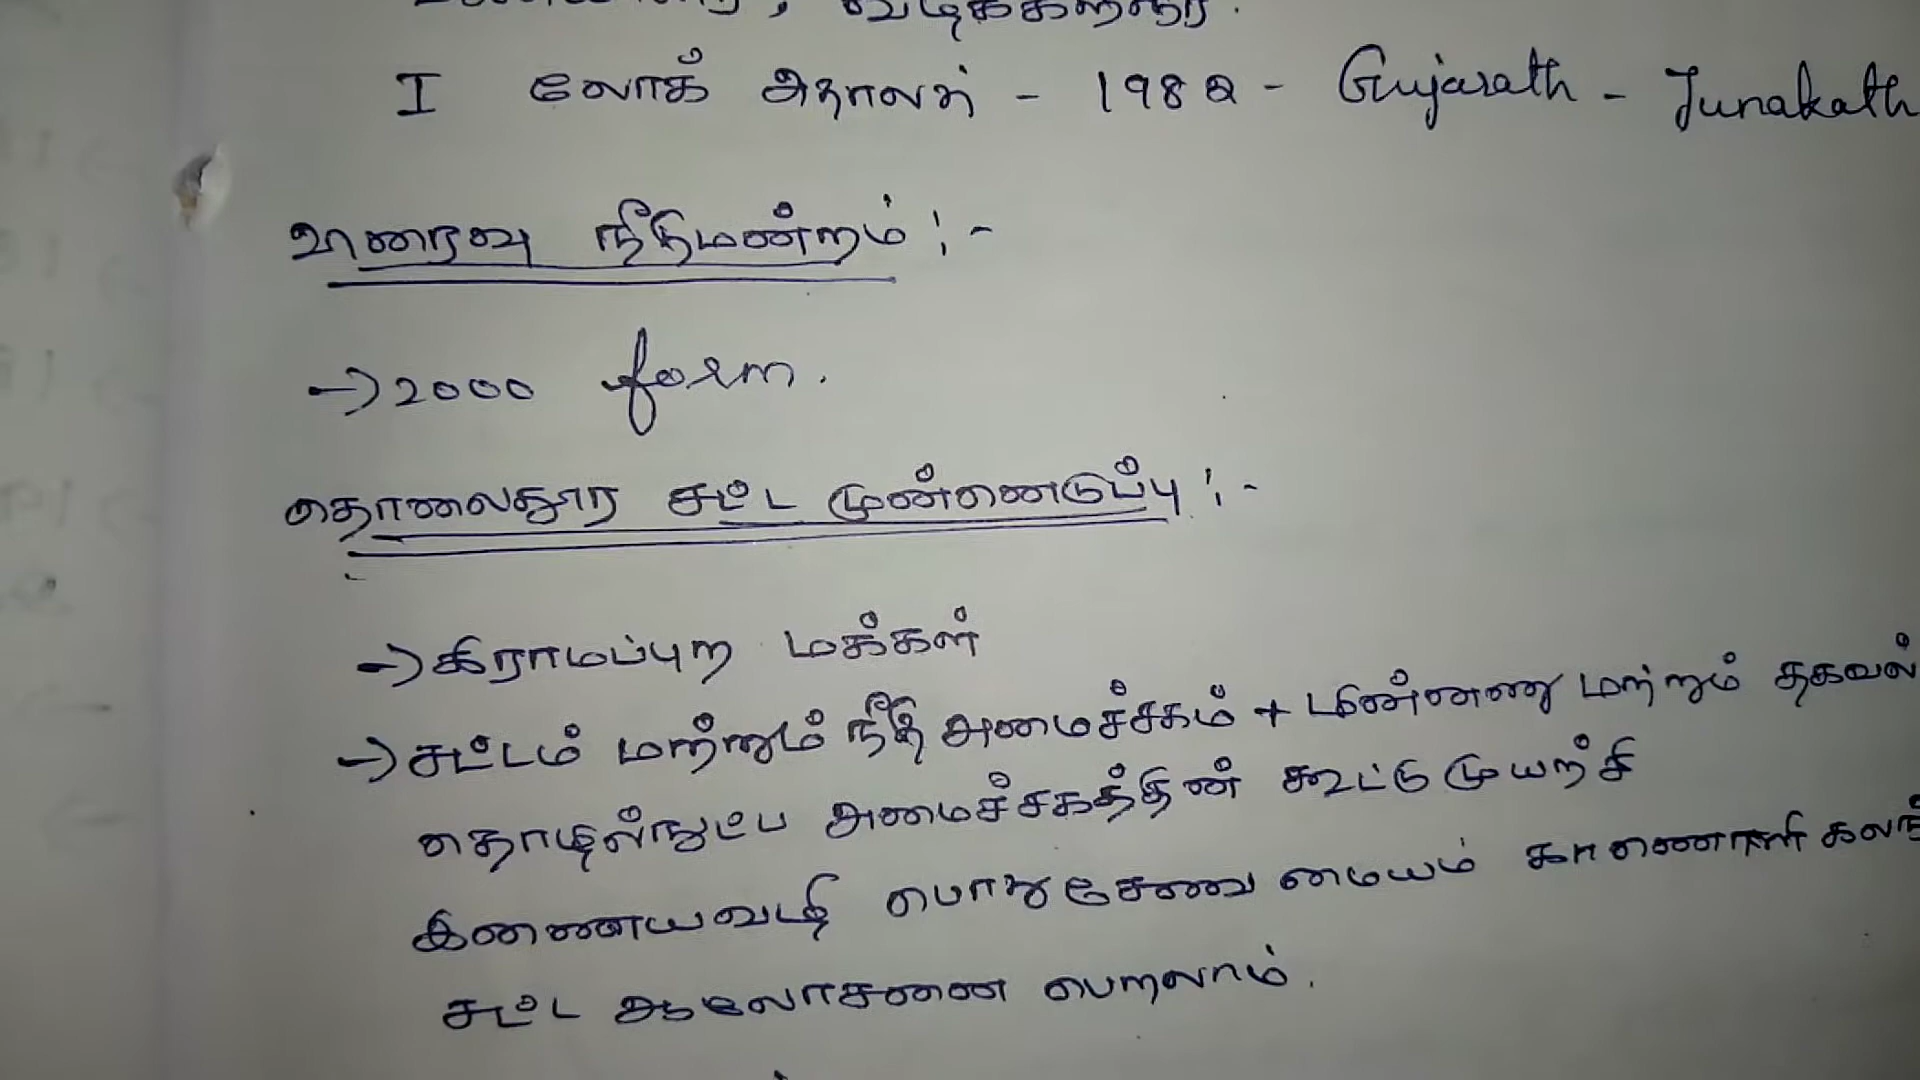 I லோக் அதாலத் - 1982 - Gujarath - Junakath
விரைவு நீதிமன்றம் :-
→ 2000 form.
தொலைதூர சட்ட முன்னெடுப்பு :-
→ கிராமப்புற மக்கள்
→ சட்டம் மற்றும் நீதி அமைச்சகம் + மின்னணு மற்றும் தகவல்
தொழில்நுட்ப அமைச்சகத்தின் கூட்டு முயற்சி
இணையவழி பொது சேவை மையம் காணொளி
சட்ட ஆலோசனை பெறலாம்.